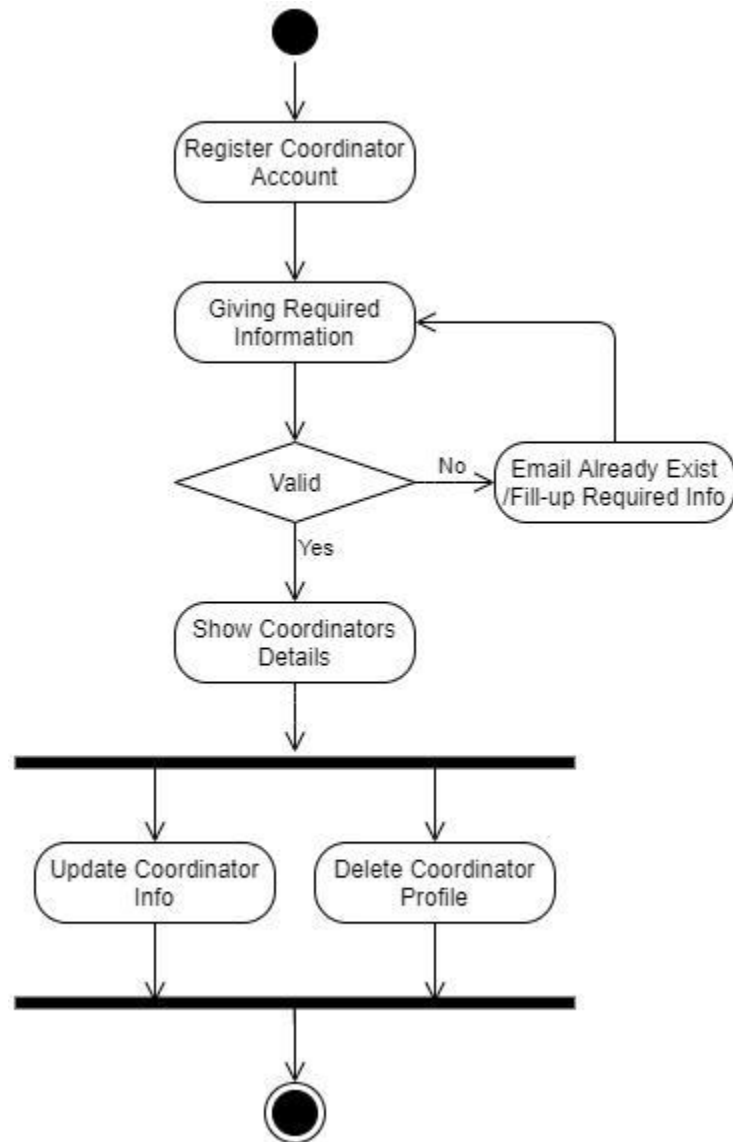 Register Coordinator
Account
Giving Required
Information
Valid
No
Email Already Exist
/Fill-up Required Info
Yes
Show Coordinators
Details
Update Coordinator
Info
Delete Coordinator
Profile